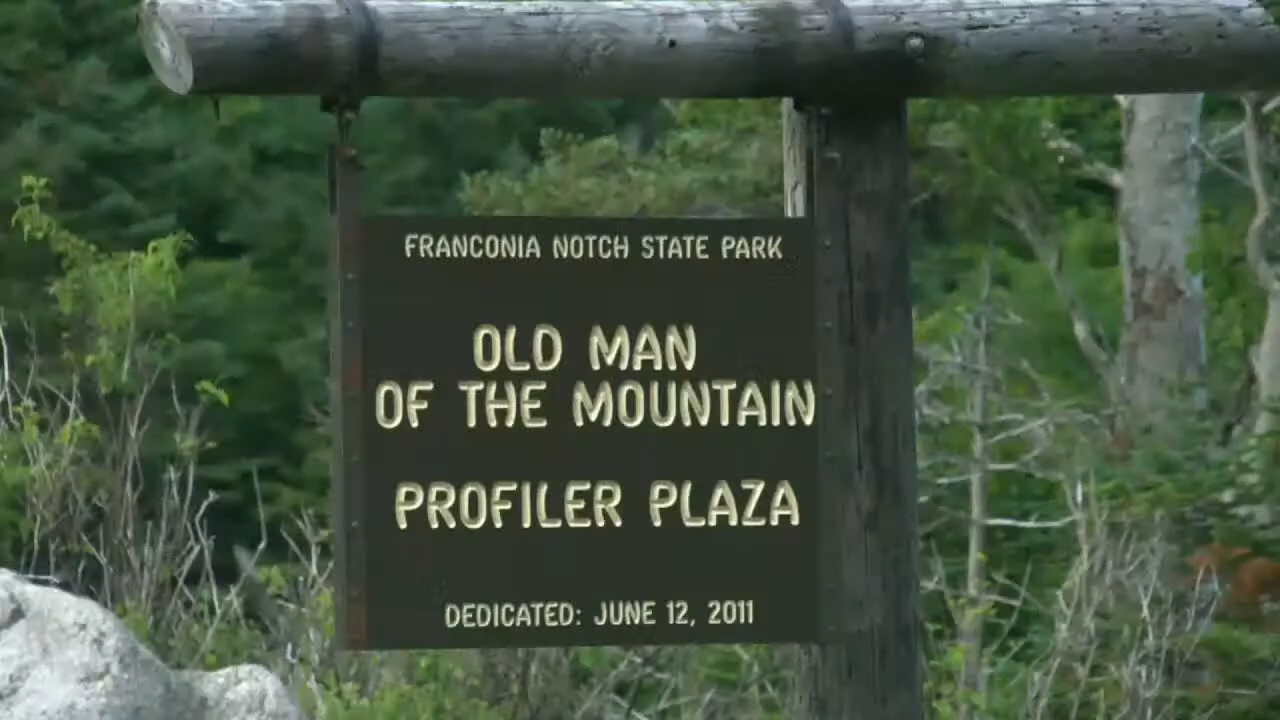 FRANCONIA NOTCH STATE PARK
OLD MAN
OF THE MOUNTAIN
PROFILER PLAZA
DEDICATED: JUNE 12, 2011